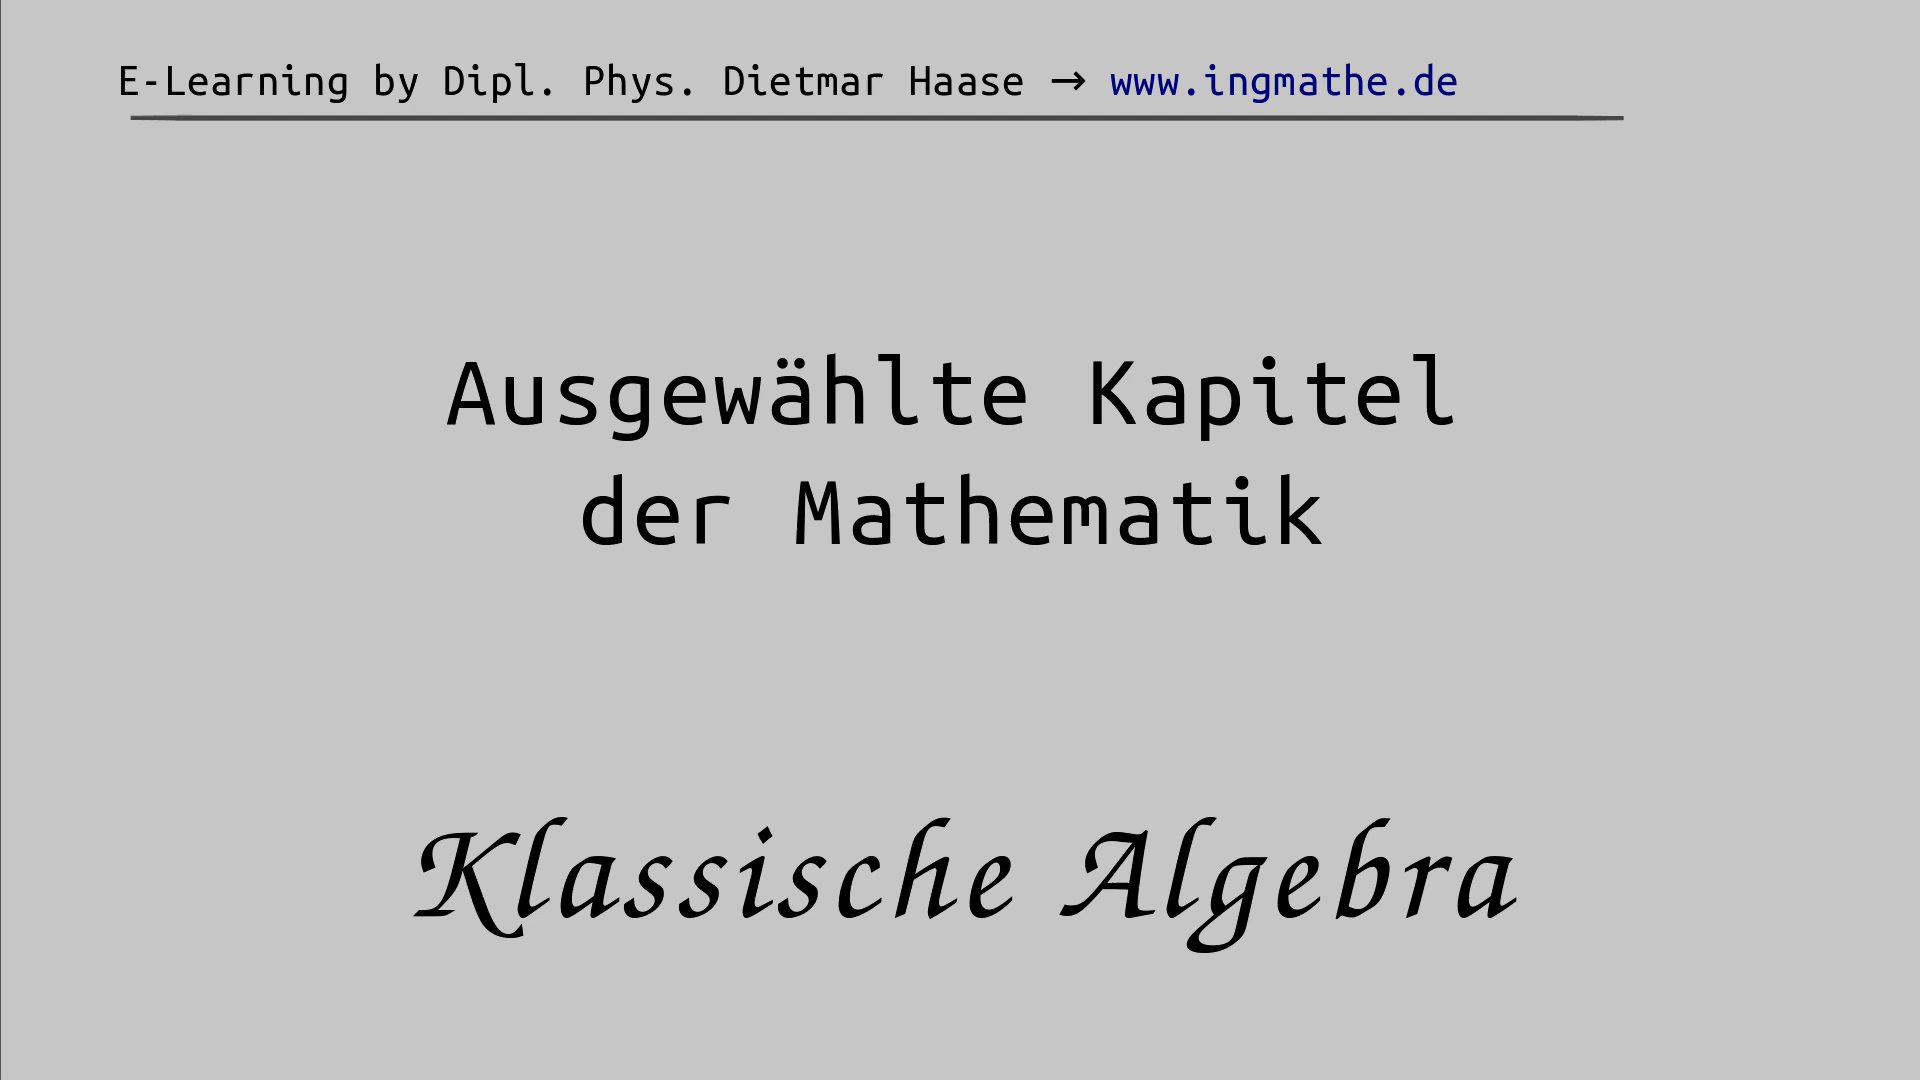 E-Learning by Dipl. Phys. Dietmar Haase → www.ingmathe.de
Ausgewählte Kapitel
der Mathematik
Klassische Algebra